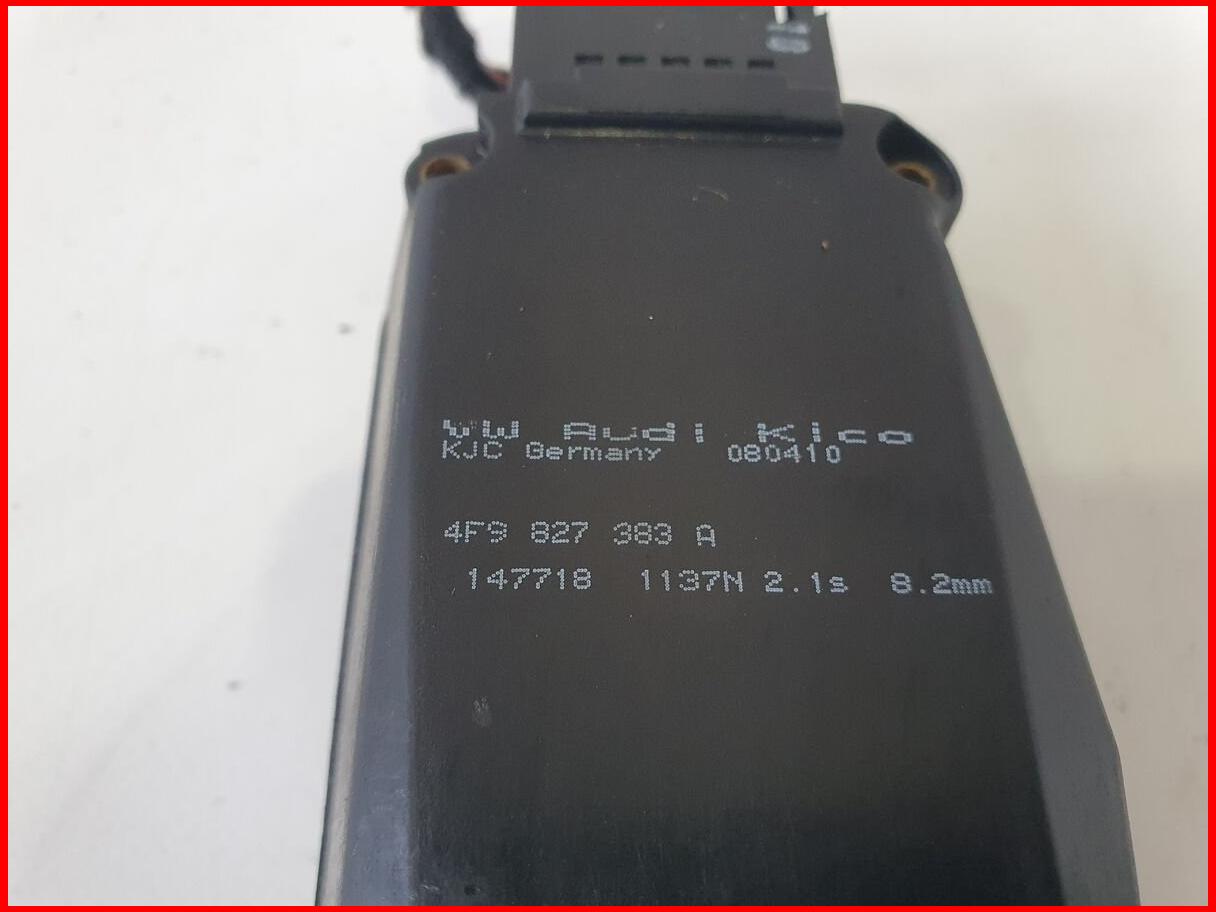 VW Audi Kico
KJC Germany 080410
4F9 827 383 A
147718 1137N 2.1s 8.2mm